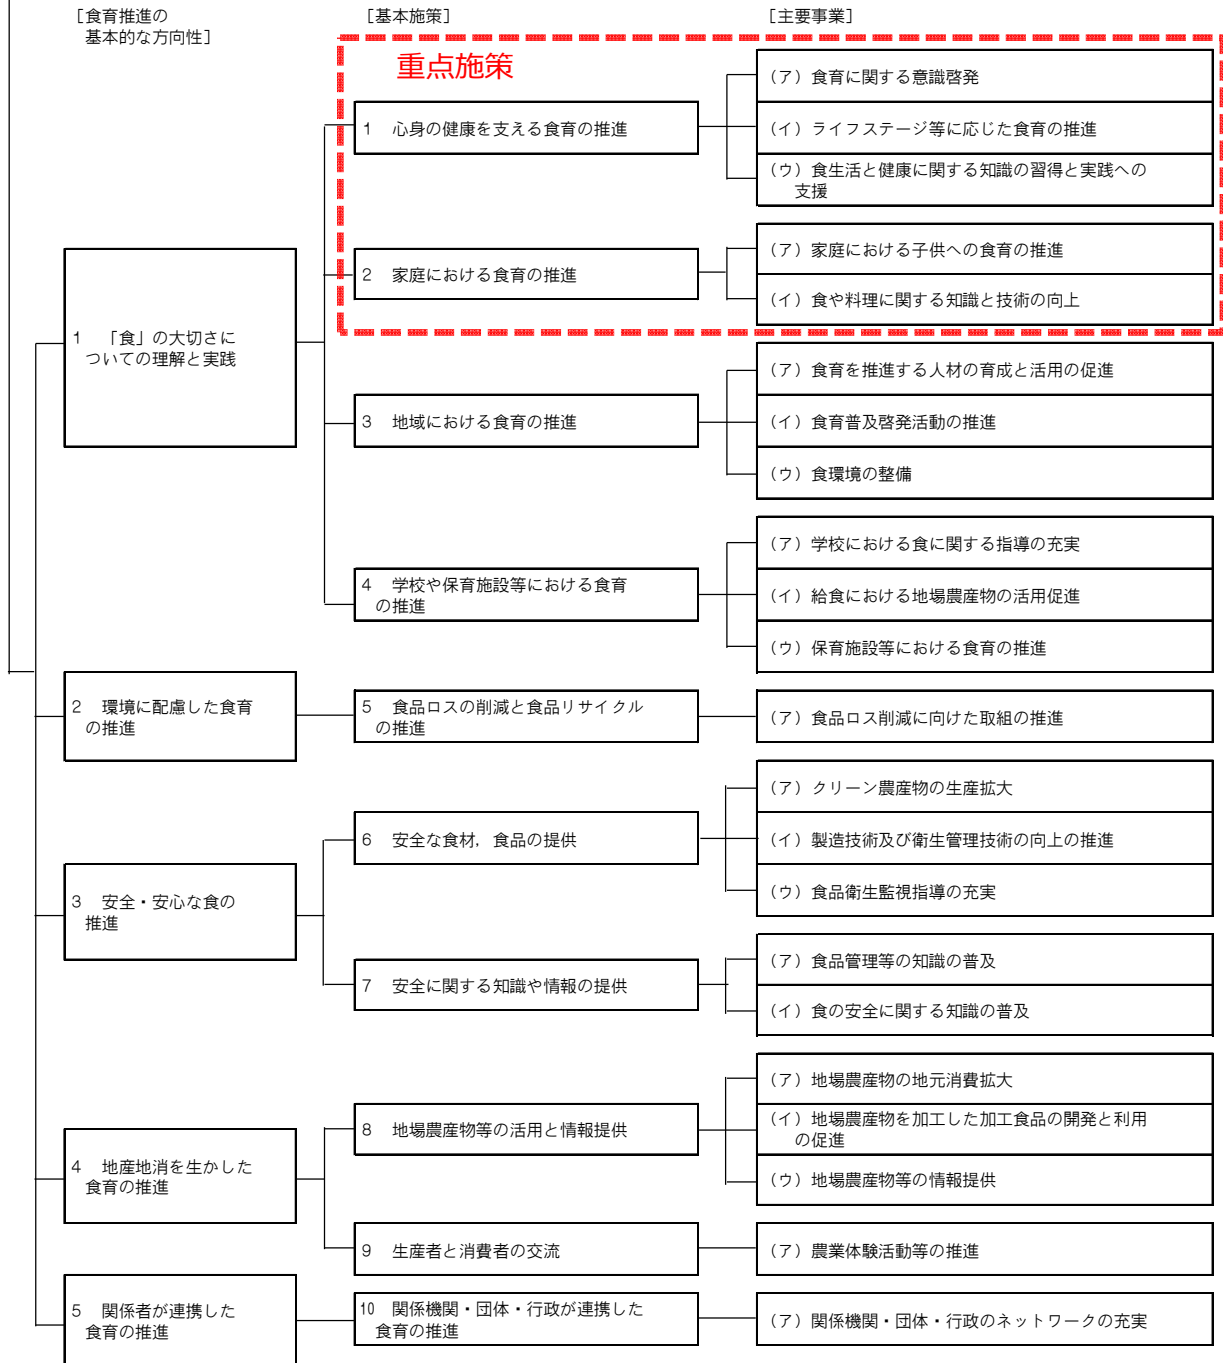 ［食育推進の
基本的な方向性］
［基本施策］
［主要事業］
重点施策
1　「食」の大切さに
ついての理解と実践
1　心身の健康を支える食育の推進
（ア）食育に関する意識啓発
（イ）ライフステージ等に応じた食育の推進
（ウ）食生活と健康に関する知識の習得と実践への
支援
2　家庭における食育の推進
（ア）家庭における子供への食育の推進
（イ）食や料理に関する知識と技術の向上
3　地域における食育の推進
（ア）食育を推進する人材の育成と活用の促進
（イ）食育普及啓発活動の推進
（ウ）食環境の整備
4　学校や保育施設等における食育
の推進
（ア）学校における食に関する指導の充実
（イ）給食における地場農産物の活用促進
（ウ）保育施設等における食育の推進
2　環境に配慮した食育
の推進
5　食品ロスの削減と食品リサイクル
の推進
（ア）食品ロス削減に向けた取組の推進
3　安全・安心な食の
推進
6　安全な食材，食品の提供
（ア）クリーン農産物の生産拡大
（イ）製造技術及び衛生管理技術の向上の推進
（ウ）食品衛生監視指導の充実
7　安全に関する知識や情報の提供
（ア）食品管理等の知識の普及
（イ）食の安全に関する知識の普及
4　地産地消を生かした
食育の推進
8　地場農産物等の活用と情報提供
（ア）地場農産物の地元消費拡大
（イ）地場農産物を加工した加工食品の開発と利用
の促進
（ウ）地場農産物等の情報提供
9　生産者と消費者の交流
（ア）農業体験活動等の推進
5　関係者が連携した
食育の推進
10　関係機関・団体・行政が連携した
食育の推進
（ア）関係機関・団体・行政のネットワークの充実